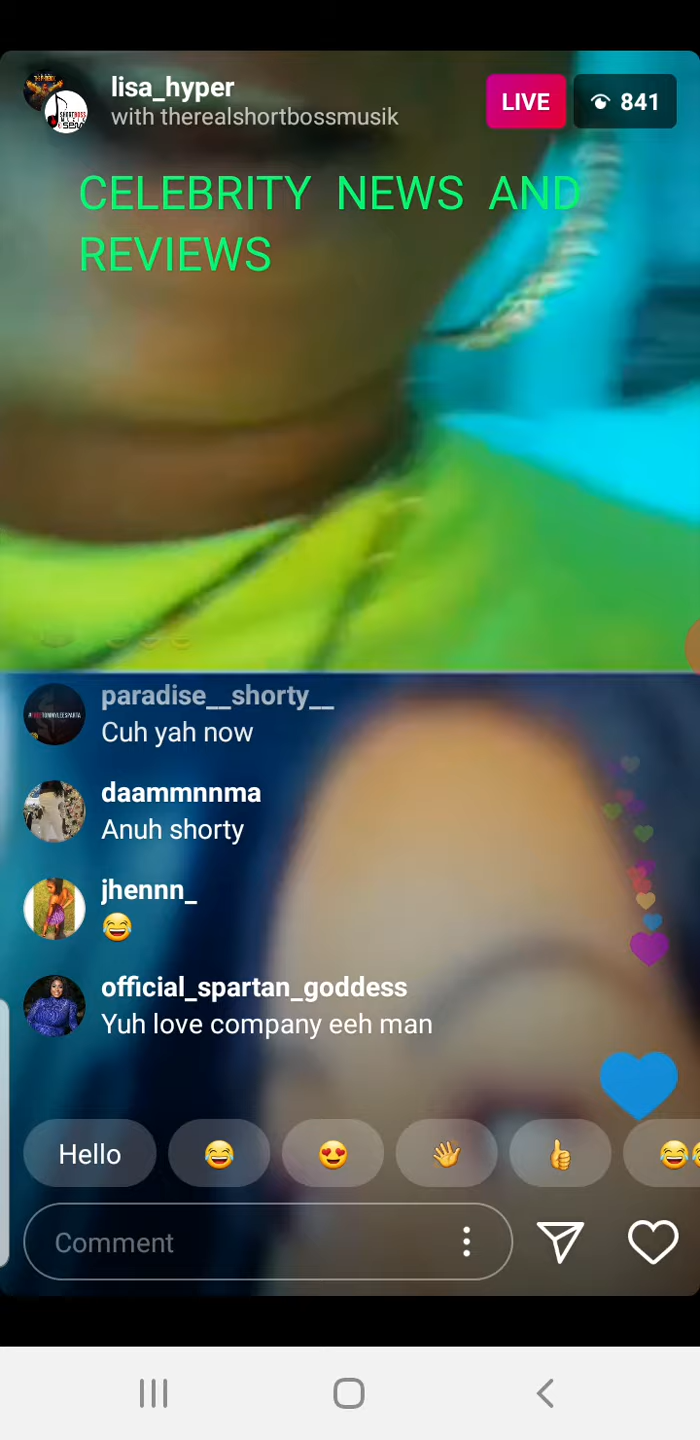 lisa_hyper
with therealshortbossmusik
LIVE
841
CELEBRITY NEWS AND
REVIEWS
paradise__shorty__
Cuh yah now
daammnnma
Anuh shorty
jhennn_
😂
official_spartan_goddess
Yuh love company eeh man
Hello 😂 😍 👋 👍 😂
Comment